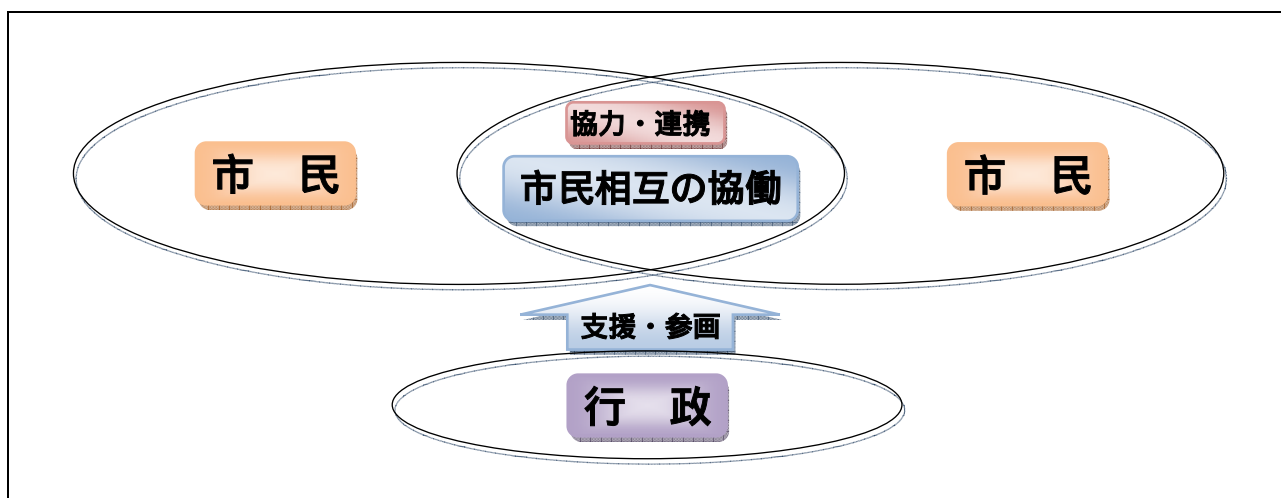 協力・連携
市　民
市民相互の協働
市　民
支援・参画
行　政